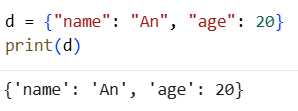 d = {"name": "An", "age": 20}
print(d)
{'name': 'An', 'age': 20}